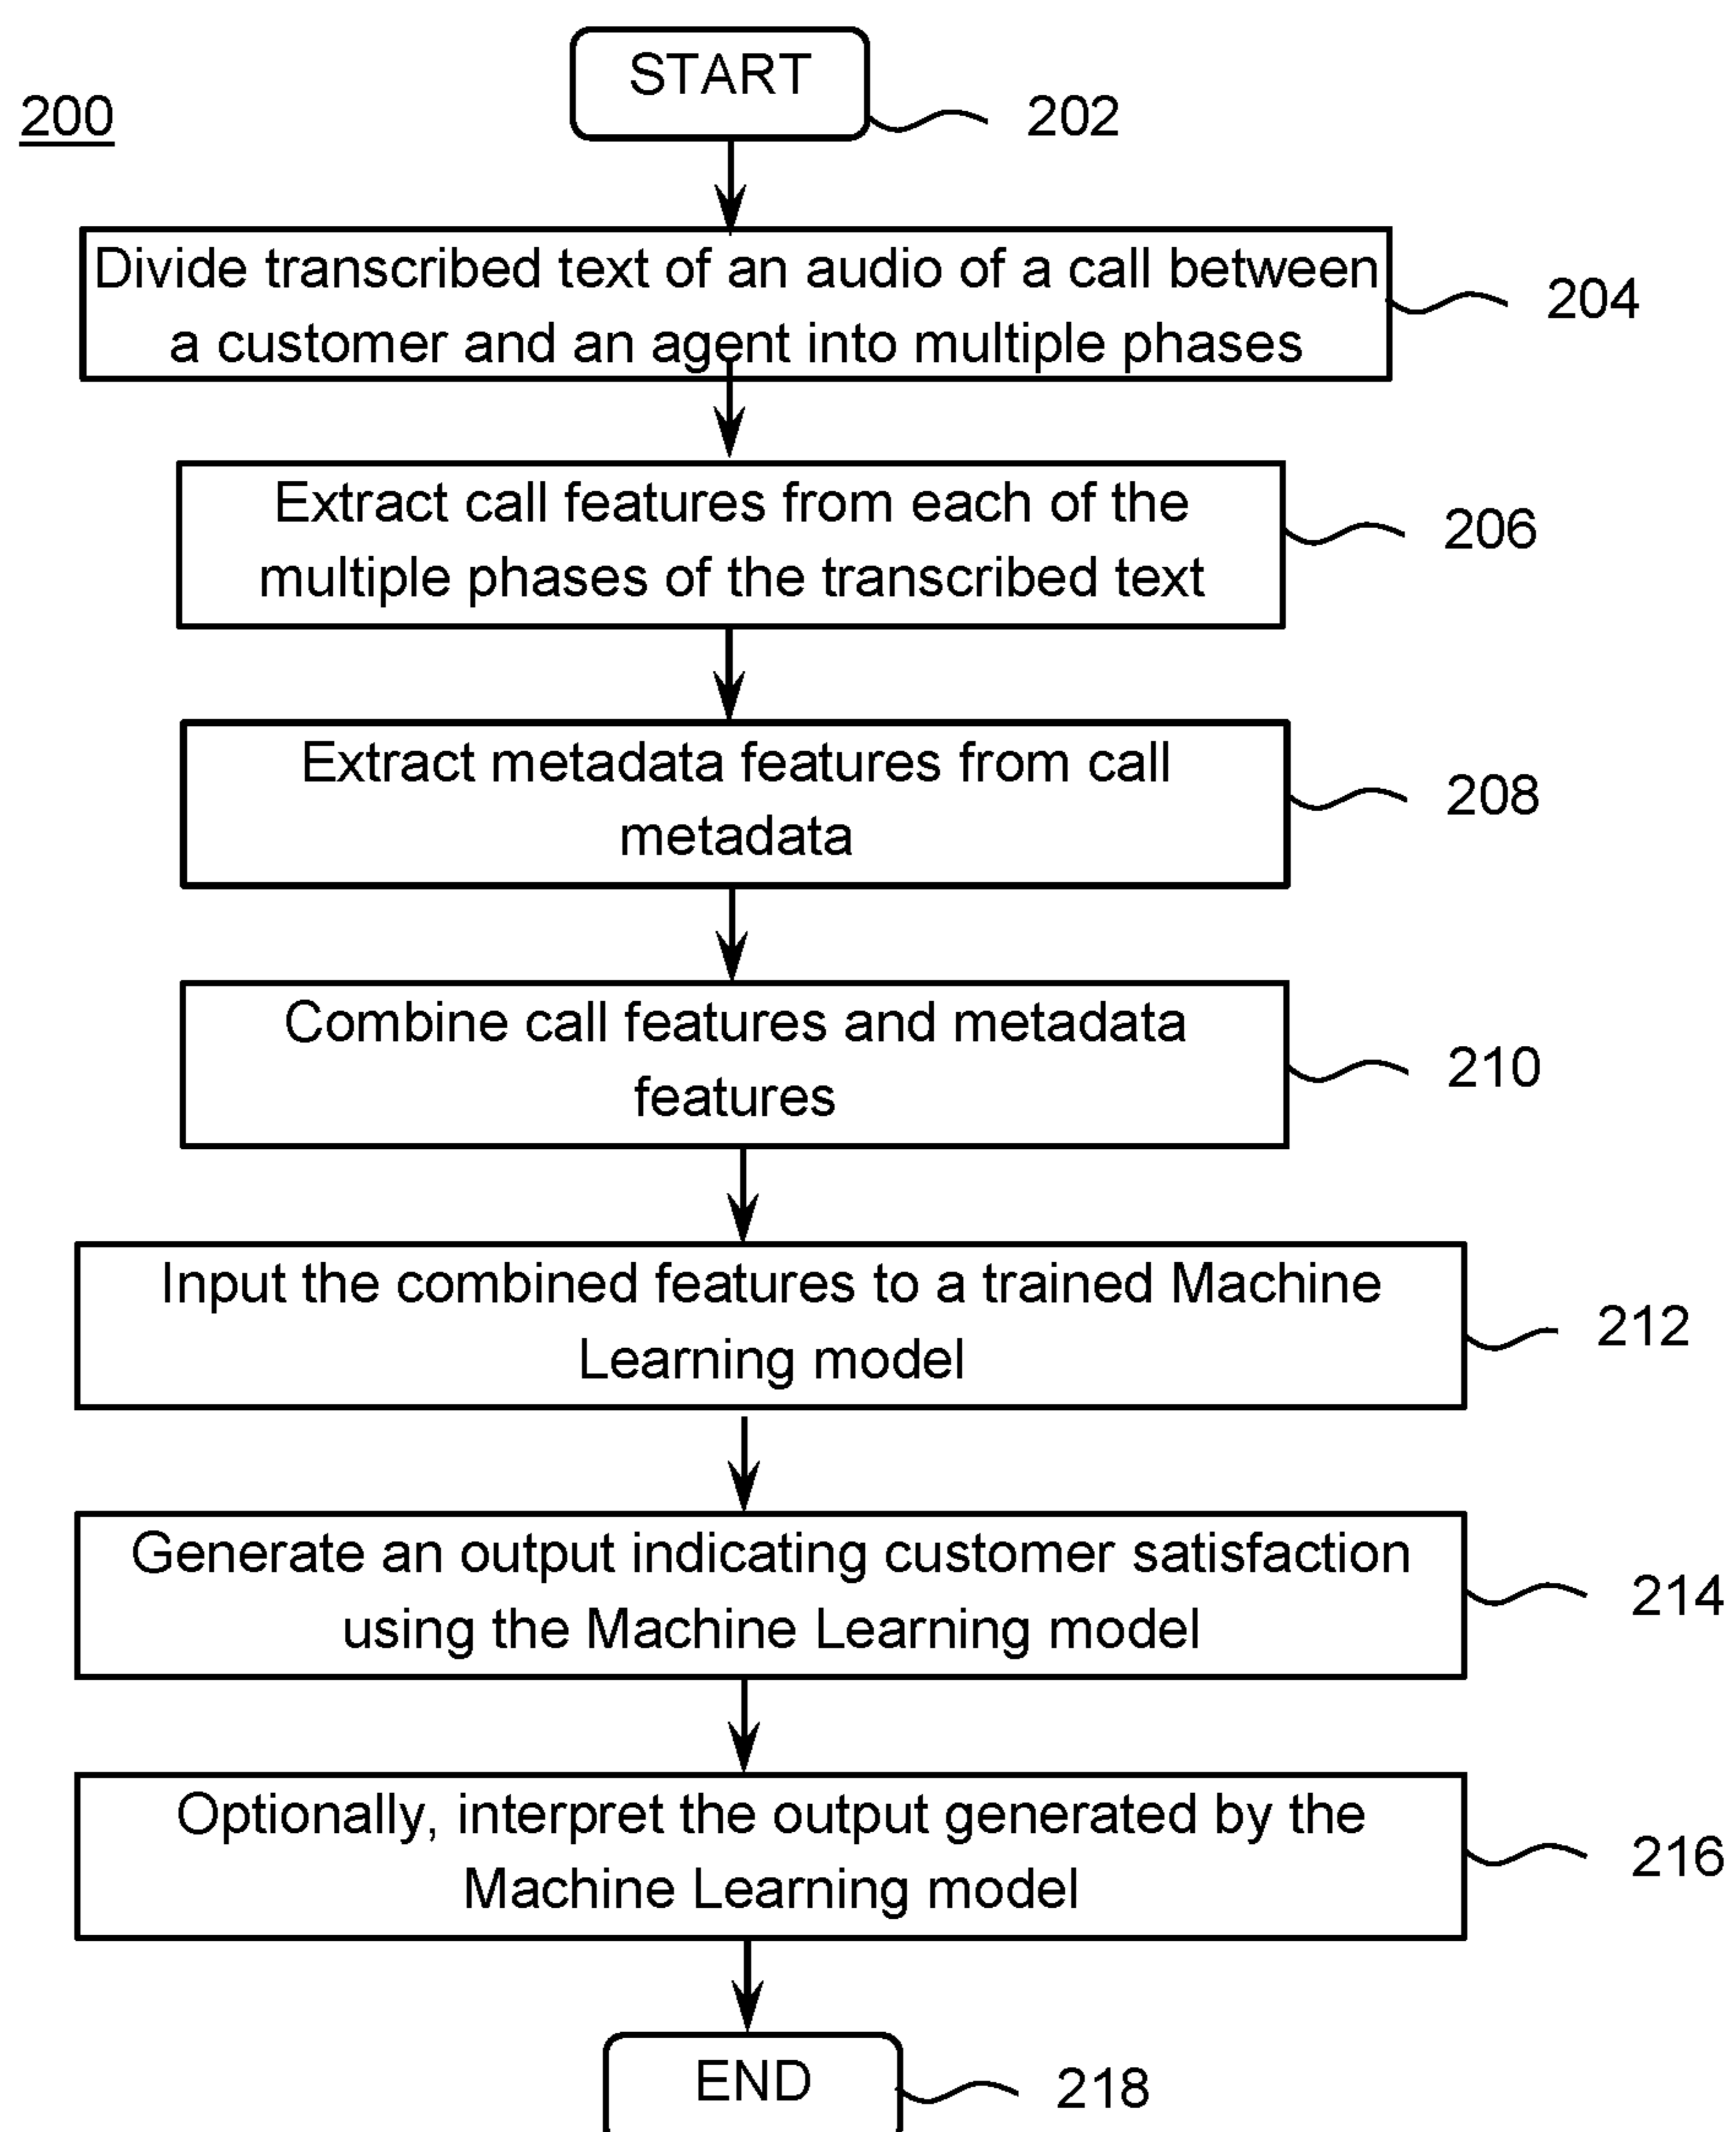 START
200
202
Divide transcribed text of an audio of a call between
a customer and an agent into multiple phases
204
Extract call features from each of the
multiple phases of the transcribed text
206
Extract metadata features from call
metadata
208
Combine call features and metadata
features
210
Input the combined features to a trained Machine
Learning model
212
Generate an output indicating customer satisfaction
using the Machine Learning model
214
Optionally, interpret the output generated by the
Machine Learning model
216
END
218